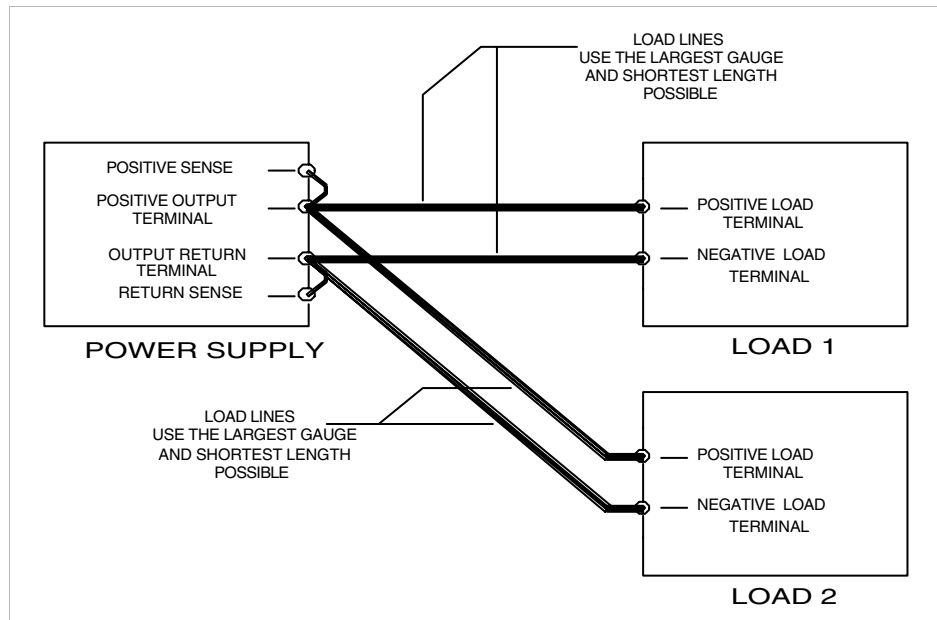 LOAD LINES
USE THE LARGEST GAUGE
AND SHORTEST LENGTH
POSSIBLE
POSITIVE SENSE
POSITIVE OUTPUT
TERMINAL
OUTPUT RETURN
TERMINAL
RETURN SENSE
POWER SUPPLY
POSITIVE LOAD
TERMINAL
NEGATIVE LOAD
TERMINAL
LOAD 1
LOAD LINES
USE THE LARGEST GAUGE
AND SHORTEST LENGTH
POSSIBLE
POSITIVE LOAD
TERMINAL
NEGATIVE LOAD
TERMINAL
LOAD 2